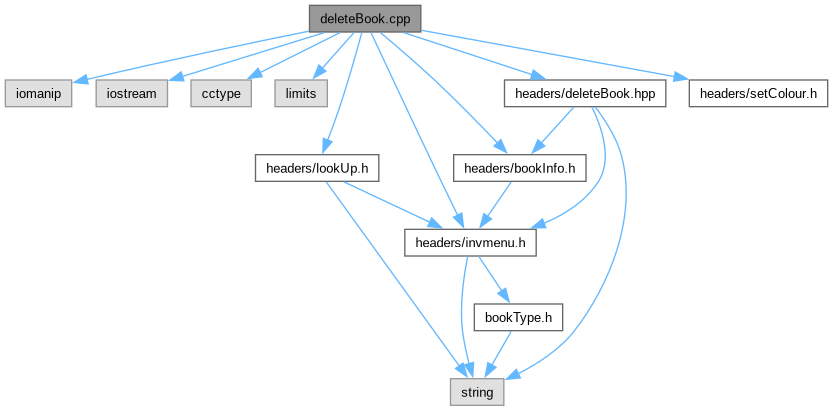 deleteBook.cpp
iomanip
iostream
cctype
limits
headers/deleteBook.hpp
headers/setColour.h
headers/lookUp.h
headers/bookInfo.h
headers/invmenu.h
bookType.h
string